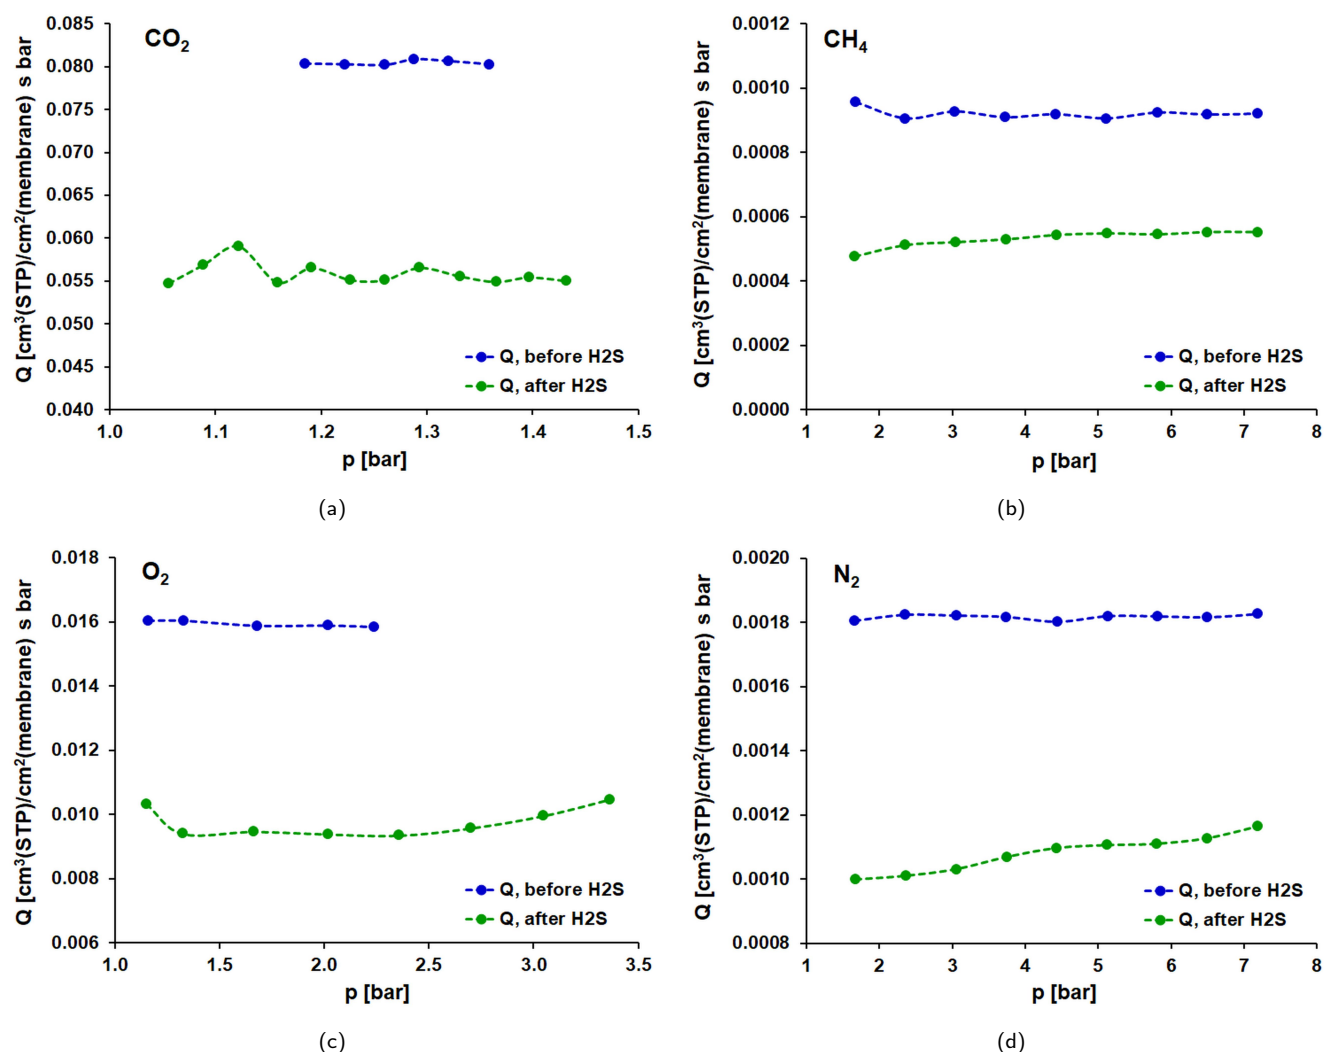 CO₂
Q [cm³(STP)/cm²(membrane) s bar
0.085
0.080
0.075
0.070
0.065
0.060
0.055
0.050
0.045
0.040
1.0 1.1 1.2 1.3 1.4 1.5
p [bar]
Q, before H2S
Q, after H2S
(a)
CH₄
Q [cm³(STP)/cm²(membrane) s bar
0.0012
0.0010
0.0008
0.0006
0.0004
0.0002
0.0000
1 2 3 4 5 6 7 8
p [bar]
Q, before H2S
Q, after H2S
(b)
O₂
Q [cm³(STP)/cm²(membrane) s bar
0.018
0.016
0.014
0.012
0.010
0.008
0.006
1.0 1.5 2.0 2.5 3.0 3.5
p [bar]
Q, before H2S
Q, after H2S
(c)
N₂
Q [cm³(STP)/cm²(membrane) s bar
0.0020
0.0018
0.0016
0.0014
0.0012
0.0010
0.0008
1 2 3 4 5 6 7 8
p [bar]
Q, before H2S
Q, after H2S
(d)